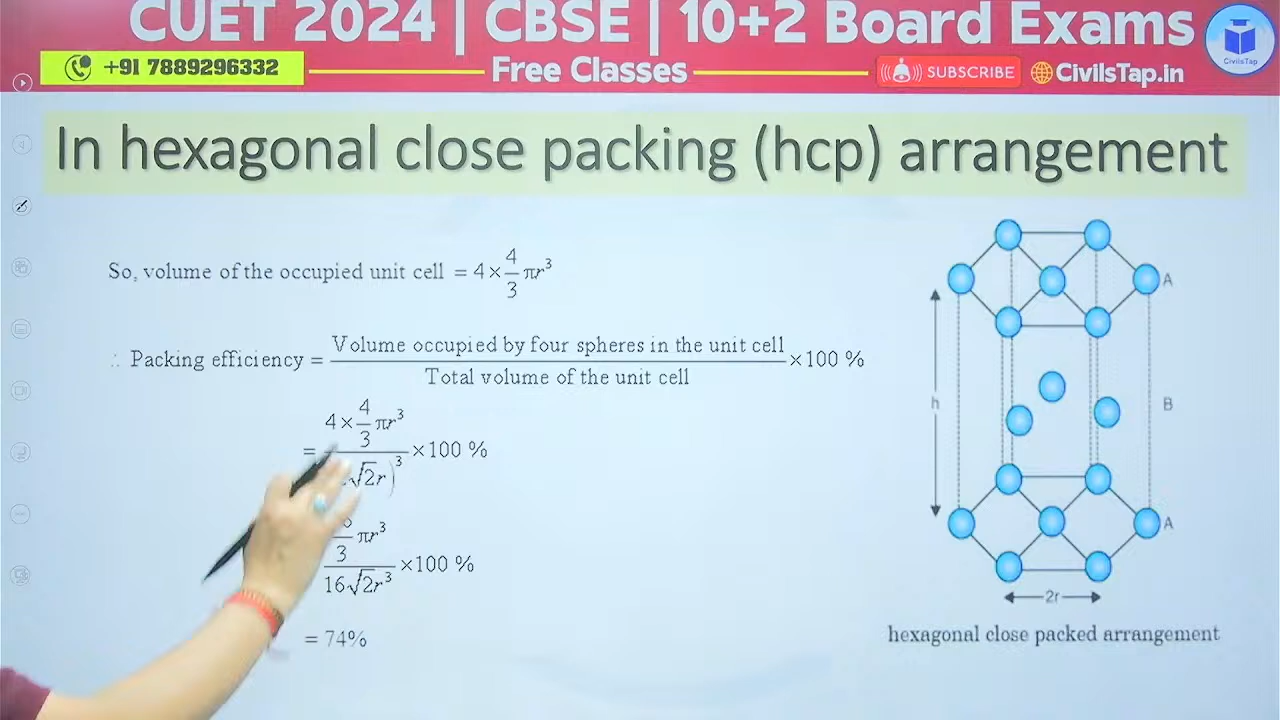 CUET 2024 | CBSE | 10+2 Board Exams
+91 7889296332
Free Classes
SUBSCRIBE
CivilsTap.in
CivilsTap
In hexagonal close packing (hcp) arrangement
So, volume of the occupied unit cell = 4 × 4/3 πr³
∴ Packing efficiency = Volume occupied by four spheres in the unit cell / Total volume of the unit cell × 100 %
= 4 × 4/3 πr³ / √2r)³ × 100 %
/3 πr³ / 16√2r³ × 100 %
= 74%
A
h
B
A
2r
hexagonal close packed arrangement